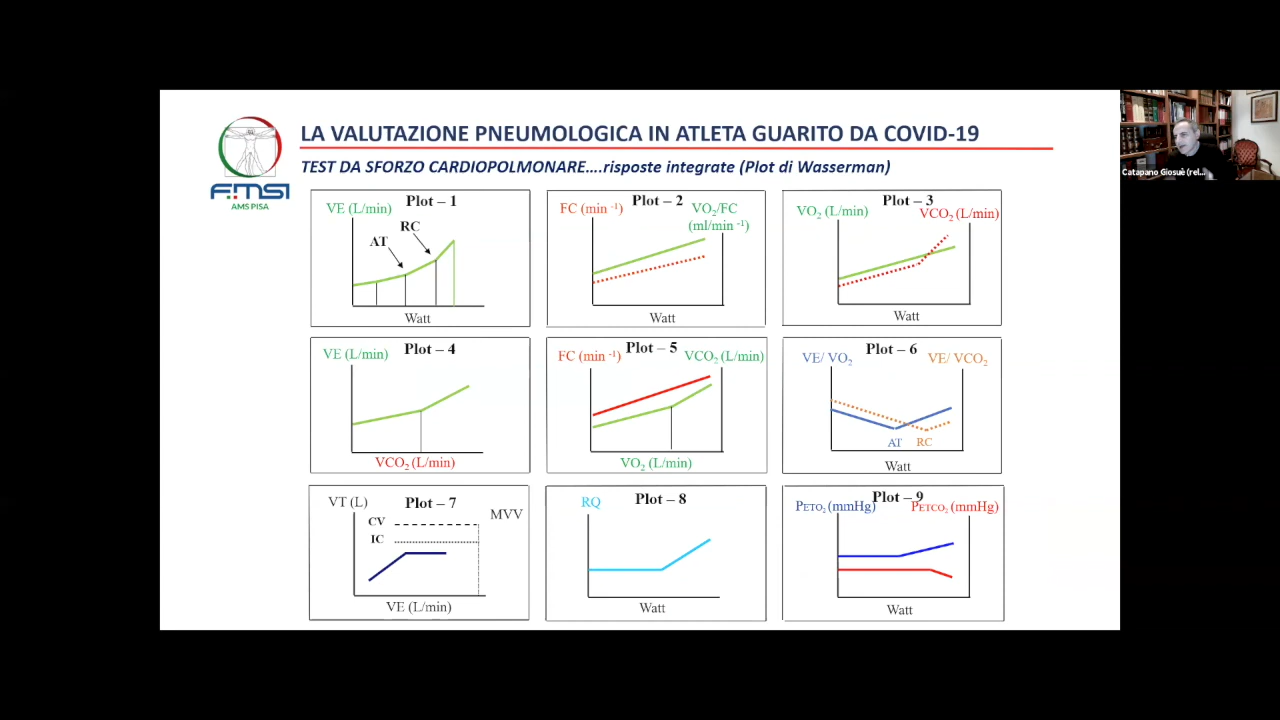 LA VALUTAZIONE PNEUMOLOGICA IN ATLETA GUARITO DA COVID-19
TEST DA SFORZO CARDIOPOLMONARE....risposte integrate (Plot di Wasserman)
FMSI
AMS PISA
Catapano Giosuè (rel...
Plot – 1
VE (L/min)
RC
AT
Watt
Plot – 2
FC (min -1)
VO2/FC
(ml/min -1)
Watt
Plot – 3
VO2 (L/min)
VCO2 (L/min)
Watt
Plot – 4
VE (L/min)
VCO2 (L/min)
Plot – 5
FC (min -1)
VCO2 (L/min)
VO2 (L/min)
Plot – 6
VE/ VO2
VE/ VCO2
AT
RC
Watt
Plot – 7
VT (L)
MVV
CV
IC
VE (L/min)
Plot – 8
RQ
Watt
Plot – 9
PETO2 (mmHg)
PETCO2 (mmHg)
Watt